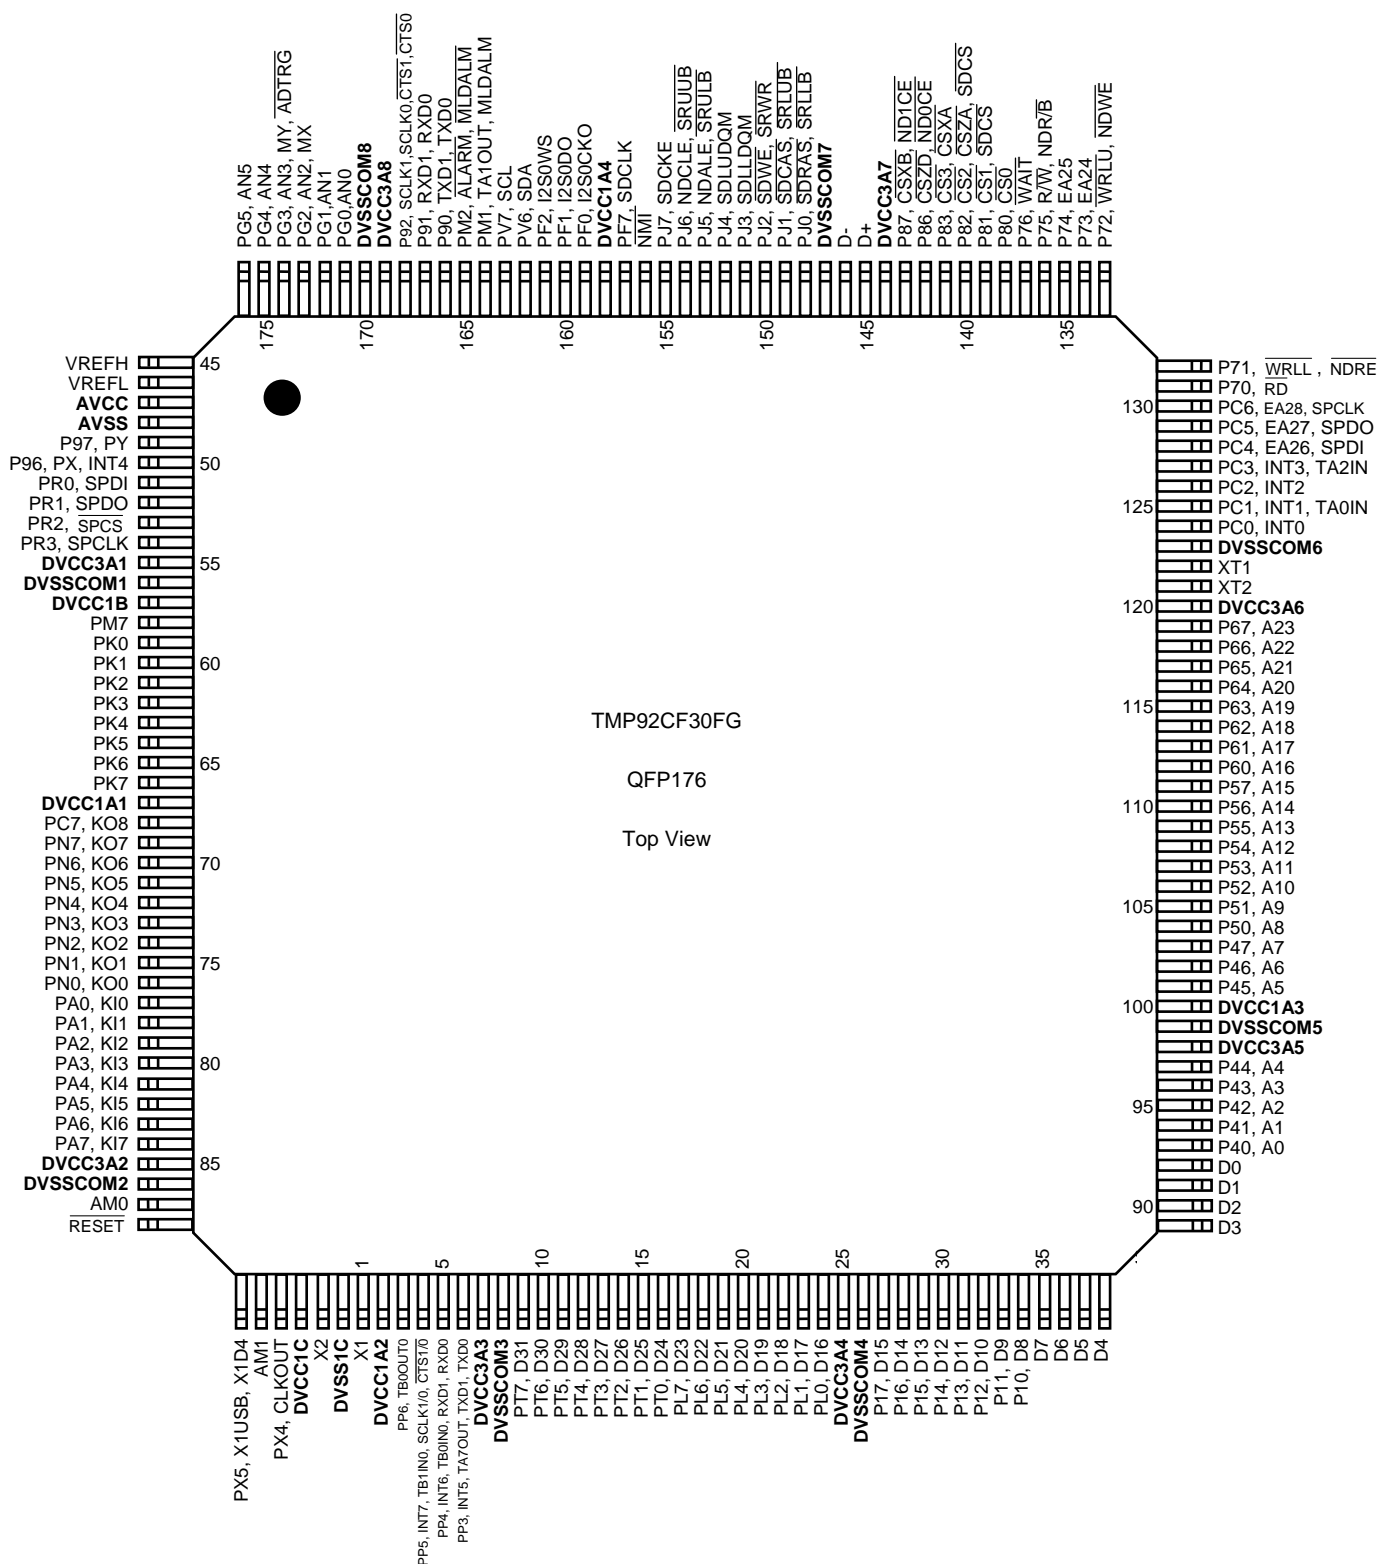 PG5, AN5
PG4, AN4
PG3, AN3, MY, ADTRG
PG2, AN2, MX
PG1,AN1
PG0,AN0
DVSSCOM8
DVCC3A8
P92, SCLK1,SCLK0,CTS1,CTS0
P91, RXD1, RXD0
P90, TXD1, TXD0
PM2, ALARM, MLDALM
PM1, TA1OUT, MLDALM
PV7, SCL
PV6, SDA
PF2, I2S0WS
PF1, I2S0DO
PF0, I2S0CKO
DVCC1A4
PF7, SDCLK
NMI
PJ7, SDCKE
PJ6, NDCLE, SRUUB
PJ5, NDALE, SRULB
PJ4, SDLUDQM
PJ3, SDLLDQM
PJ2, SDWE, SRWR
PJ1, SDCAS, SRLUB
PJ0, SDRAS, SRLLB
DVSSCOM7
D-
D+
DVCC3A7
P87, CSXB, ND1CE
P86, CSZD, ND0CE
P83, CS3, CSXA
P82, CS2, CSZA, SDCS
P81, CS1, SDCS
P80, CS0
P76, WAIT
P75, R/W, NDR/B
P74, EA25
P73, EA24
P72, WRLU, NDWE
175
170
165
160
155
150
145
140
135
VREFH
VREFL
AVCC
AVSS
P97, PY
P96, PX, INT4
PR0, SPDI
PR1, SPDO
PR2, SPCS
PR3, SPCLK
DVCC3A1
DVSSCOM1
DVCC1B
PM7
PK0
PK1
PK2
PK3
PK4
PK5
PK6
PK7
DVCC1A1
PC7, KO8
PN7, KO7
PN6, KO6
PN5, KO5
PN4, KO4
PN3, KO3
PN2, KO2
PN1, KO1
PN0, KO0
PA0, KI0
PA1, KI1
PA2, KI2
PA3, KI3
PA4, KI4
PA5, KI5
PA6, KI6
PA7, KI7
DVCC3A2
DVSSCOM2
AM0
RESET
45
50
55
60
65
70
75
80
85
TMP92CF30FG
QFP176
Top View
130
125
120
115
110
105
100
95
90
P71, WRLL , NDRE
P70, RD
PC6, EA28, SPCLK
PC5, EA27, SPDO
PC4, EA26, SPDI
PC3, INT3, TA2IN
PC2, INT2
PC1, INT1, TA0IN
PC0, INT0
DVSSCOM6
XT1
XT2
DVCC3A6
P67, A23
P66, A22
P65, A21
P64, A20
P63, A19
P62, A18
P61, A17
P60, A16
P57, A15
P56, A14
P55, A13
P54, A12
P53, A11
P52, A10
P51, A9
P50, A8
P47, A7
P46, A6
P45, A5
DVCC1A3
DVSSCOM5
DVCC3A5
P44, A4
P43, A3
P42, A2
P41, A1
P40, A0
D0
D1
D2
D3
1
5
10
15
20
25
30
35
PX5, X1USB, X1D4
AM1
PX4, CLKOUT
DVCC1C
X2
DVSS1C
X1
DVCC1A2
PP6, TB0OUT0
PP5, INT7, TB1IN0, SCLK1/0, CTS1/0
PP4, INT6, TB0IN0, RXD1, RXD0
PP3, INT5, TA7OUT, TXD1, TXD0
DVCC3A3
DVSSCOM3
PT7, D31
PT6, D30
PT5, D29
PT4, D28
PT3, D27
PT2, D26
PT1, D25
PT0, D24
PL7, D23
PL6, D22
PL5, D21
PL4, D20
PL3, D19
PL2, D18
PL1, D17
PL0, D16
DVCC3A4
DVSSCOM4
P17, D15
P16, D14
P15, D13
P14, D12
P13, D11
P12, D10
P11, D9
P10, D8
D7
D6
D5
D4